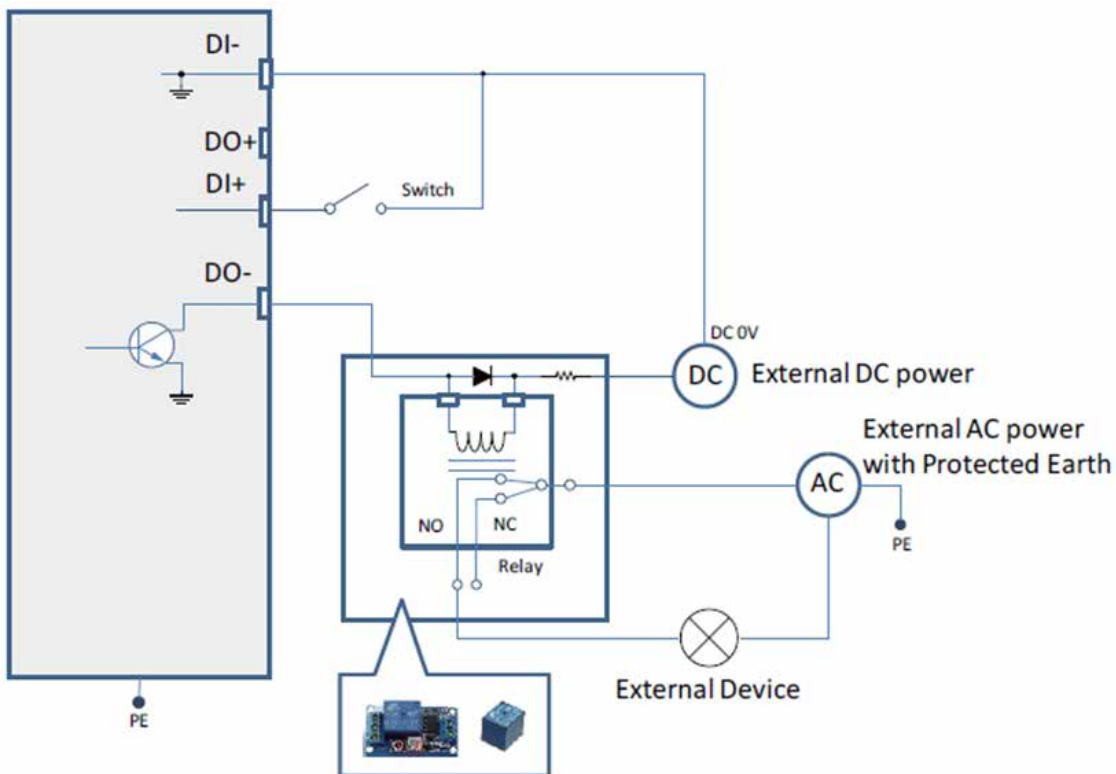 DI-
DO+
DI+
Switch
DO-
DC 0V
DC
External DC power
External AC power
with Protected Earth
AC
NO
NC
PE
Relay
External Device
PE